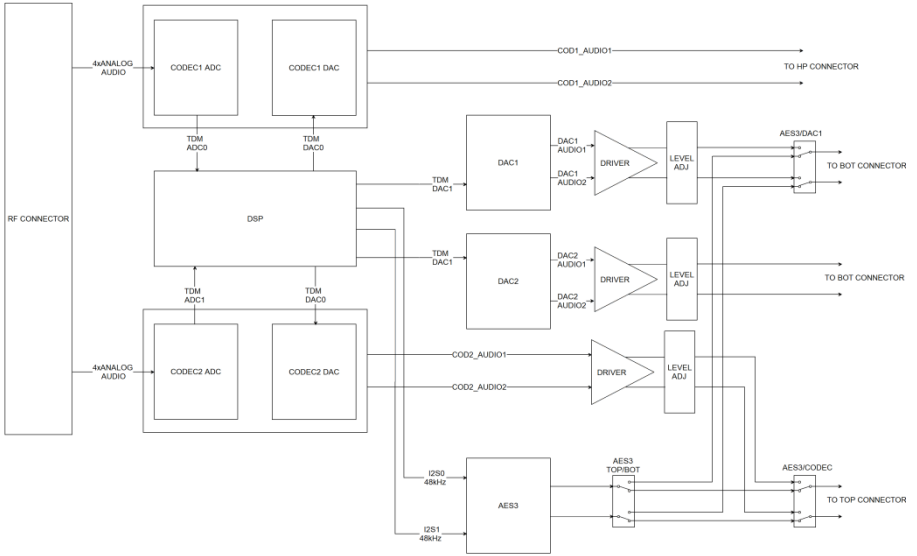 RF CONNECTOR
4xANALOG
AUDIO
CODEC1 ADC
CODEC1 DAC
COD1_AUDIO1
COD1_AUDIO2
TO HP CONNECTOR
TDM
ADC0
TDM
DAC0
DSP
TDM
DAC1
DAC1
DAC1
AUDIO1
DAC1
AUDIO2
DRIVER
LEVEL
ADJ
AES3/DAC1
TO BOT CONNECTOR
TDM
DAC1
DAC2
DAC2
AUDIO1
DAC2
AUDIO2
DRIVER
LEVEL
ADJ
TO BOT CONNECTOR
TDM
ADC1
TDM
DAC0
4xANALOG
AUDIO
CODEC2 ADC
CODEC2 DAC
COD2_AUDIO1
COD2_AUDIO2
DRIVER
LEVEL
ADJ
I2S0
48kHz
I2S1
48kHz
AES3
AES3
TOP/BOT
AES3/CODEC
TO TOP CONNECTOR